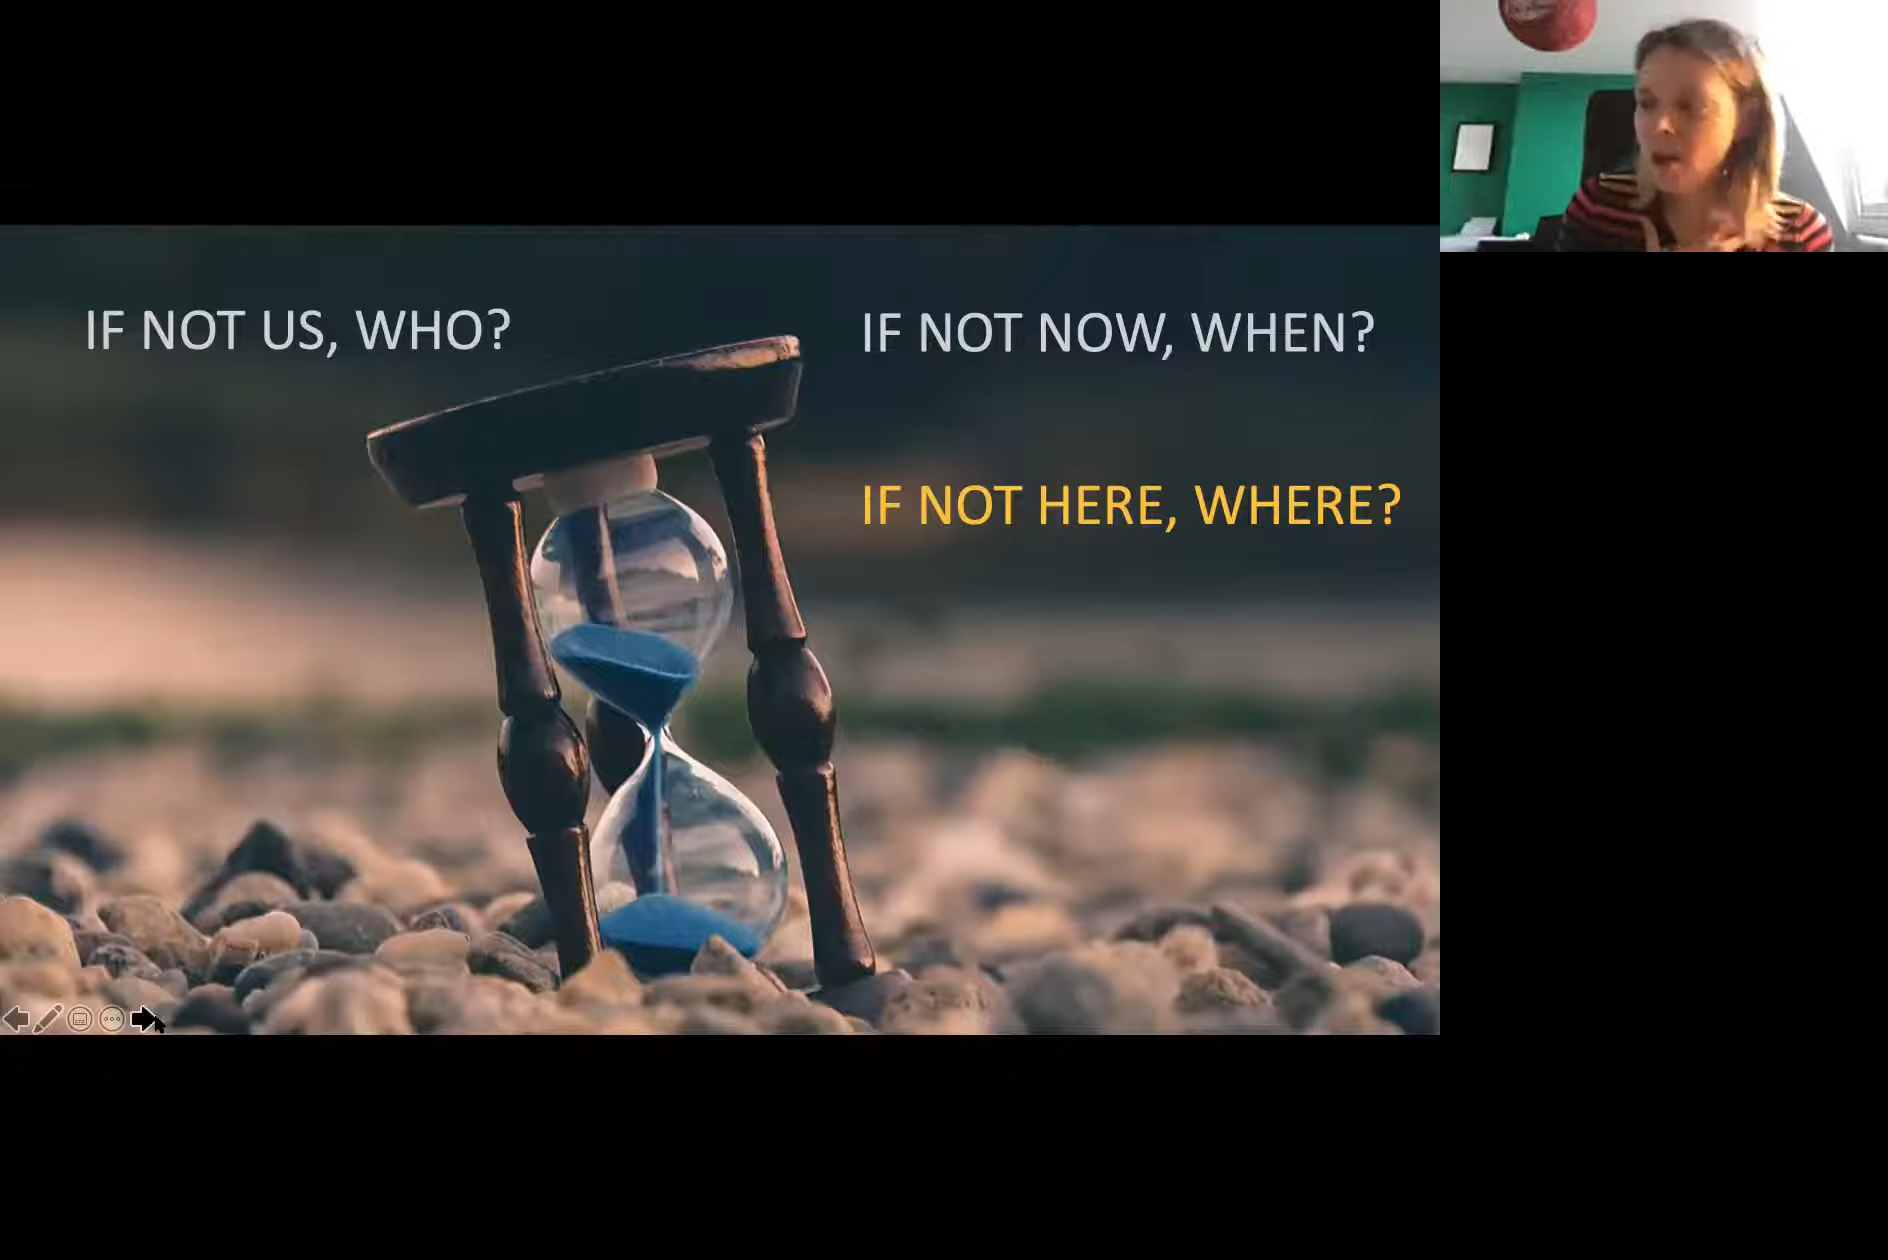 IF NOT US, WHO?
IF NOT NOW, WHEN?
IF NOT HERE, WHERE?